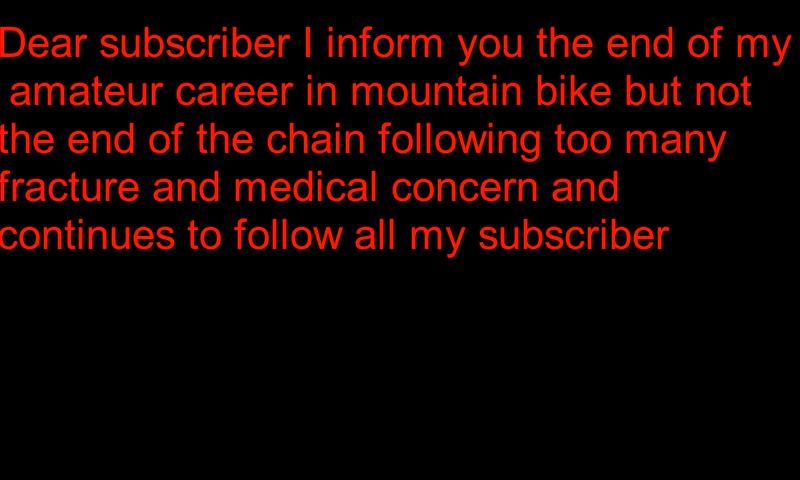 Dear subscriber I inform you the end of my
amateur career in mountain bike but not
the end of the chain following too many
fracture and medical concern and
continues to follow all my subscriber